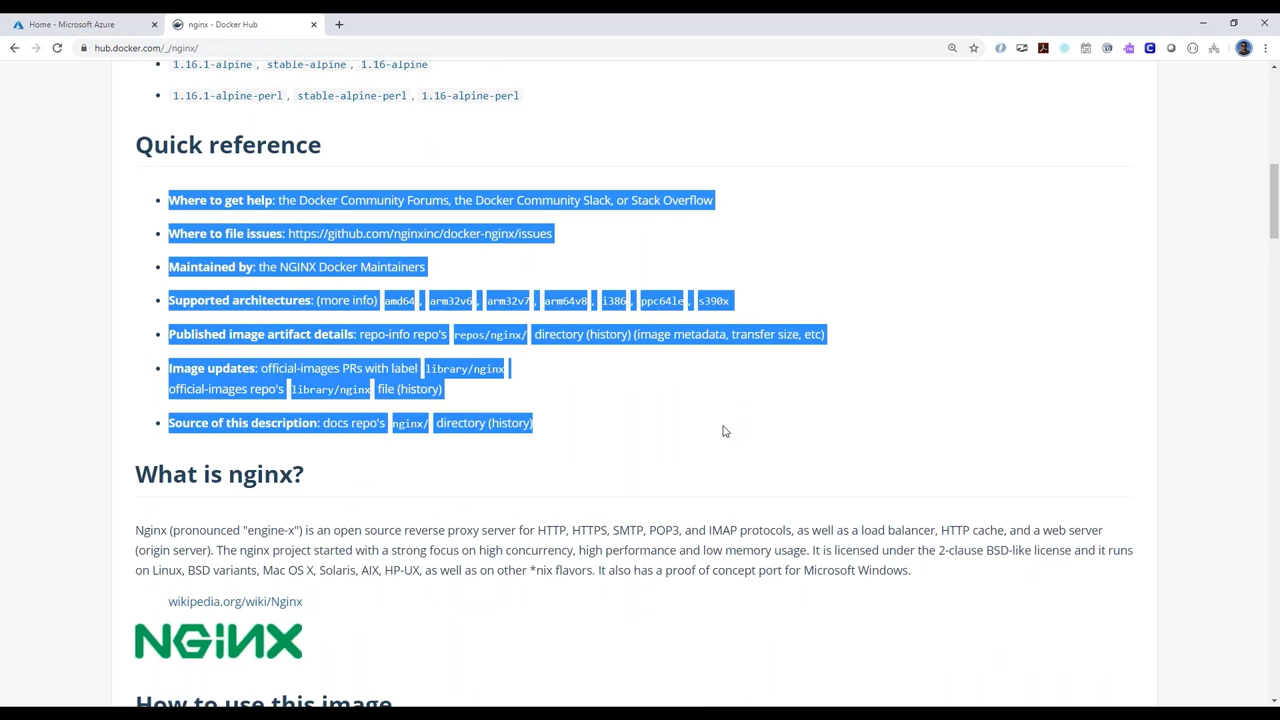 Home - Microsoft Azure
nginx - Docker Hub
hub.docker.com/_/nginx/
1.16.1-alpine, stable-alpine, 1.16-alpine
1.16.1-alpine-perl, stable-alpine-perl, 1.16-alpine-perl
Quick reference
Where to get help: the Docker Community Forums, the Docker Community Slack, or Stack Overflow
Where to file issues: https://github.com/nginxinc/docker-nginx/issues
Maintained by: the NGINX Docker Maintainers
Supported architectures: (more info) amd64, arm32v6, arm32v7, arm64v8, i386, ppc64le, s390x
Published image artifact details: repo-info repo's repos/nginx/ directory (history) (image metadata, transfer size, etc)
Image updates: official-images PRs with label library/nginx
official-images repo's library/nginx file (history)
Source of this description: docs repo's nginx/ directory (history)
What is nginx?
Nginx (pronounced "engine-x") is an open source reverse proxy server for HTTP, HTTPS, SMTP, POP3, and IMAP protocols, as well as a load balancer, HTTP cache, and a web server
(origin server). The nginx project started with a strong focus on high concurrency, high performance and low memory usage. It is licensed under the 2-clause BSD-like license and it runs
on Linux, BSD variants, Mac OS X, Solaris, AIX, HP-UX, as well as on other *nix flavors. It also has a proof of concept port for Microsoft Windows.
wikipedia.org/wiki/Nginx
NGINX
How to use this image